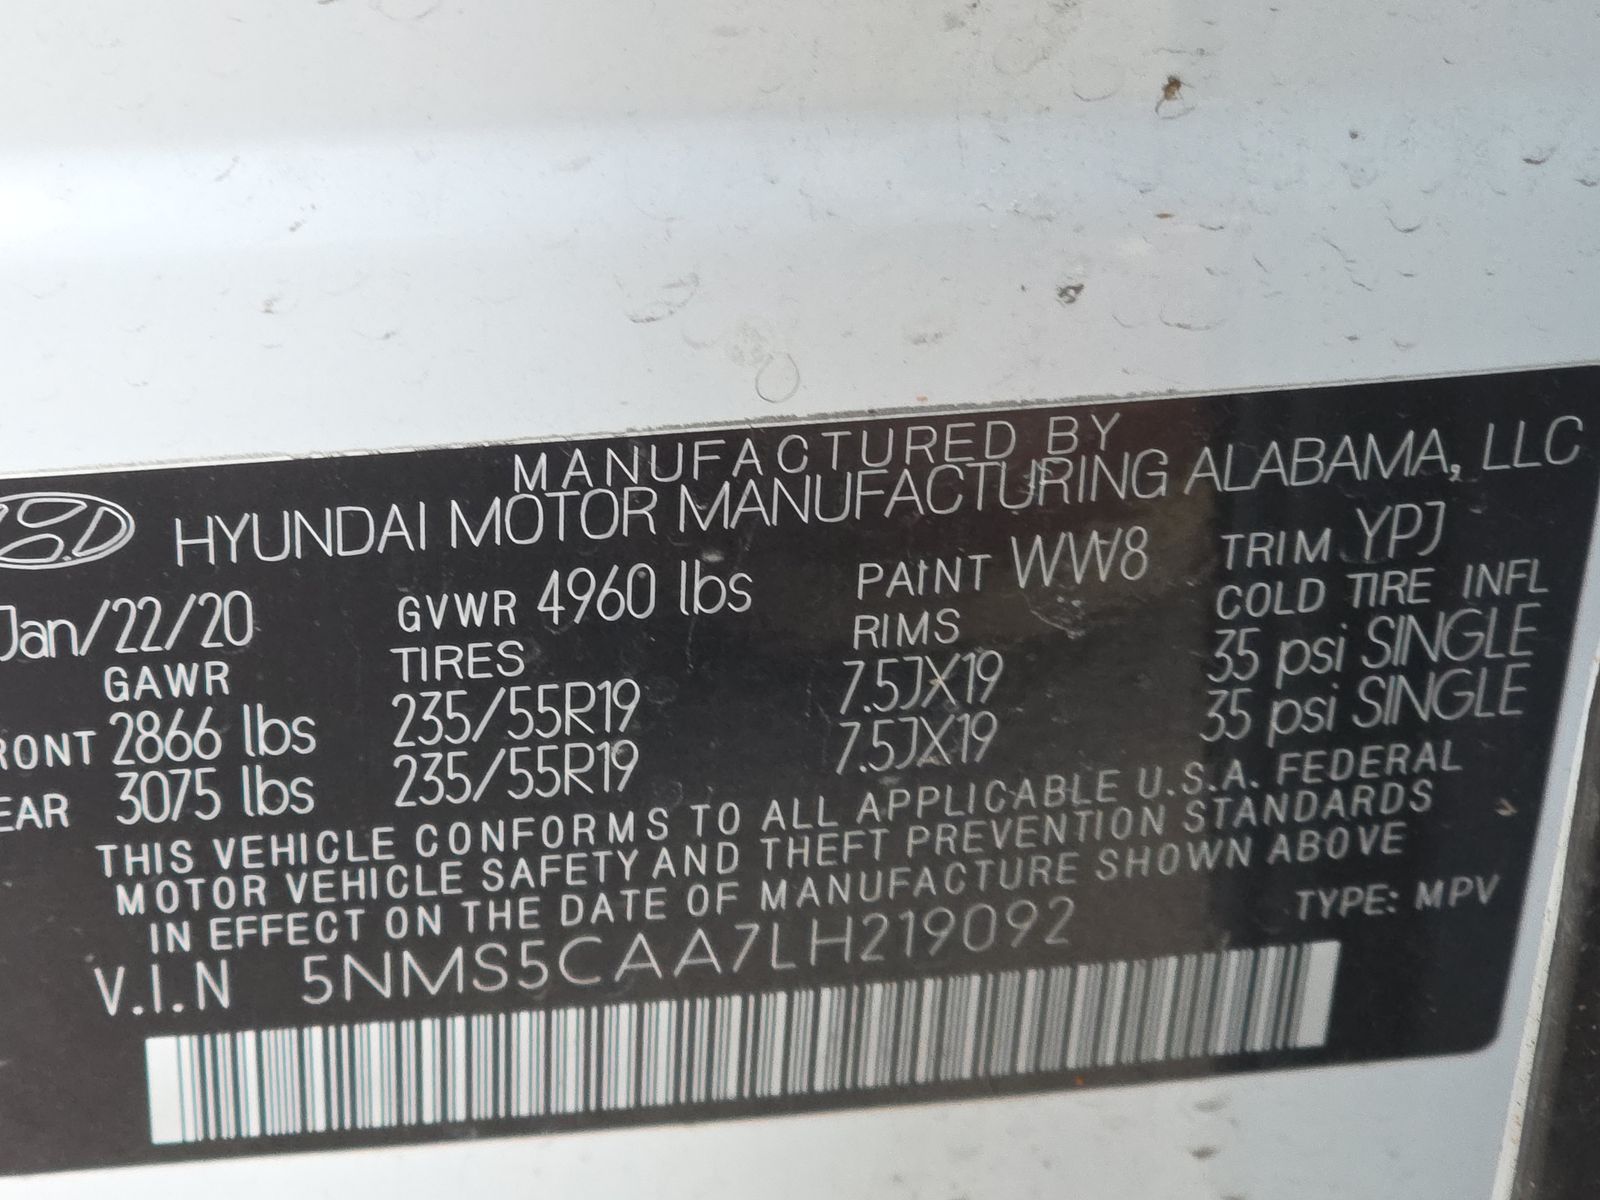 MANUFACTURED BY
HYUNDAI MOTOR MANUFACTURING ALABAMA, LLC
Jan/22/20 GVWR 4960 lbs PAINT WW8 TRIM YPJ
GAWR TIRES RIMS COLD TIRE INFL
RONT 2866 lbs 235/55R19 7.5JX19 35 psi SINGLE
EAR 3075 lbs 235/55R19 7.5JX19 35 psi SINGLE
THIS VEHICLE CONFORMS TO ALL APPLICABLE U.S.A. FEDERAL
MOTOR VEHICLE SAFETY AND THEFT PREVENTION STANDARDS
IN EFFECT ON THE DATE OF MANUFACTURE SHOWN ABOVE
V.I.N 5NMS5CAA7LH219092 TYPE: MPV